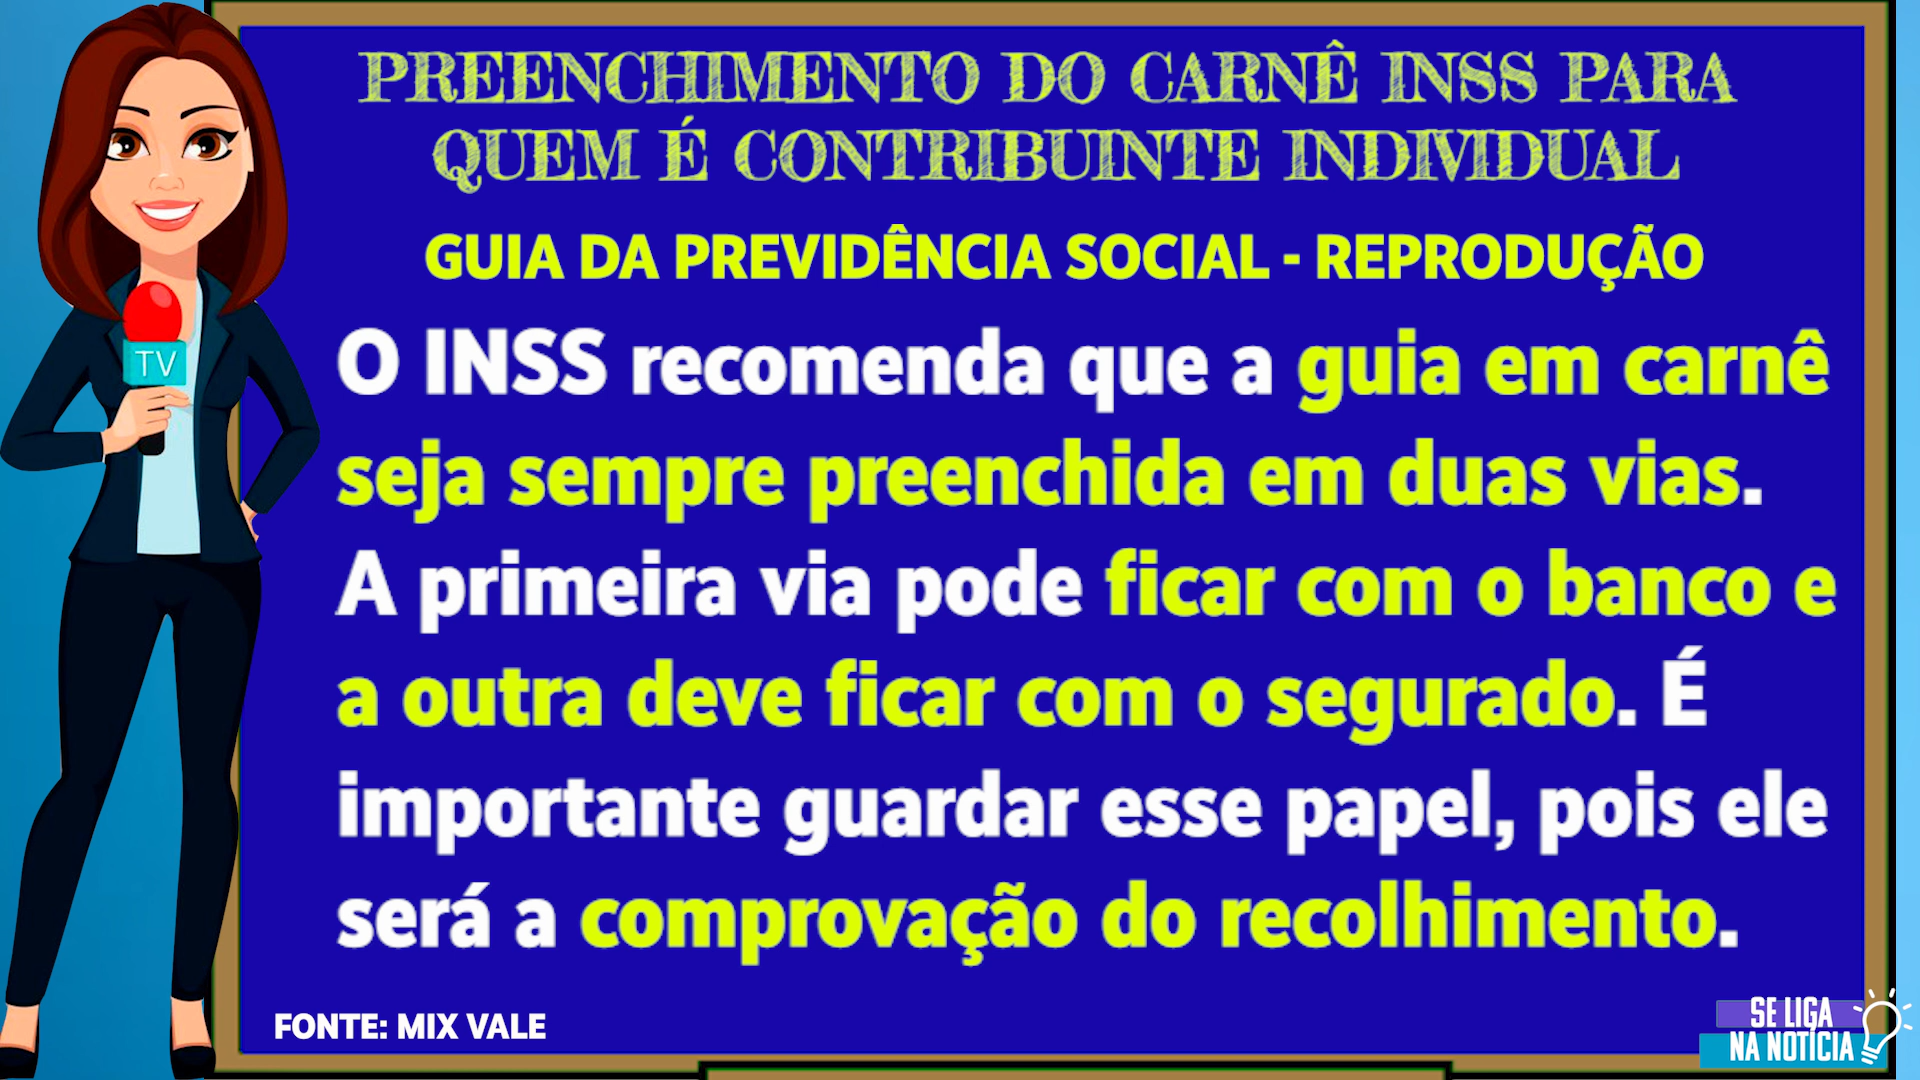 PREENCHIMENTO DO CARNÊ INSS PARA
QUEM É CONTRIBUINTE INDIVIDUAL
GUIA DA PREVIDÊNCIA SOCIAL - REPRODUÇÃO
O INSS recomenda que a guia em carnê
seja sempre preenchida em duas vias.
A primeira via pode ficar com o banco e
a outra deve ficar com o segurado. É
importante guardar esse papel, pois ele
será a comprovação do recolhimento.
TV
FONTE: MIX VALE
SE LIGA
NA NOTÍCIA